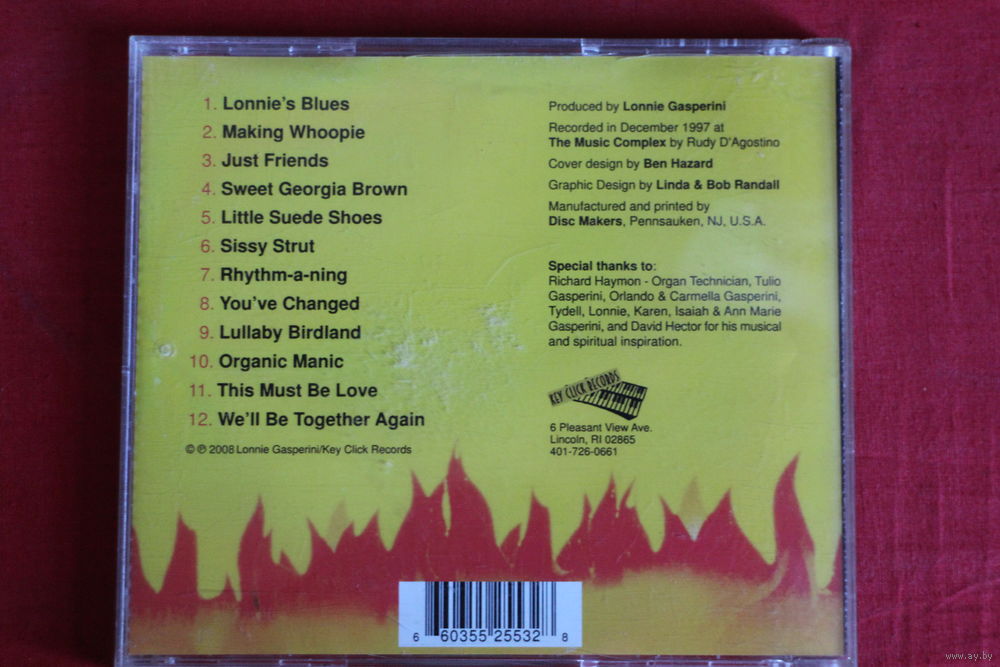 1. Lonnie's Blues
2. Making Whoopie
3. Just Friends
4. Sweet Georgia Brown
5. Little Suede Shoes
6. Sissy Strut
7. Rhythm-a-ning
8. You've Changed
9. Lullaby Birdland
10. Organic Manic
11. This Must Be Love
12. We'll Be Together Again
© ℗ 2008 Lonnie Gasperini/Key Click Records
Produced by Lonnie Gasperini
Recorded in December 1997 at
The Music Complex by Rudy D'Agostino
Cover design by Ben Hazard
Graphic Design by Linda & Bob Randall
Manufactured and printed by
Disc Makers, Pennsauken, NJ, U.S.A.
Special thanks to:
Richard Haymon - Organ Technician, Tulio
Gasperini, Orlando & Carmella Gasperini,
Tydell, Lonnie, Karen, Isaiah & Ann Marie
Gasperini, and David Hector for his musical
and spiritual inspiration.
KEY CLICK RECORDS
6 Pleasant View Ave.
Lincoln, RI 02865
401-726-0661
6 60355 25532 8
www.ay.by